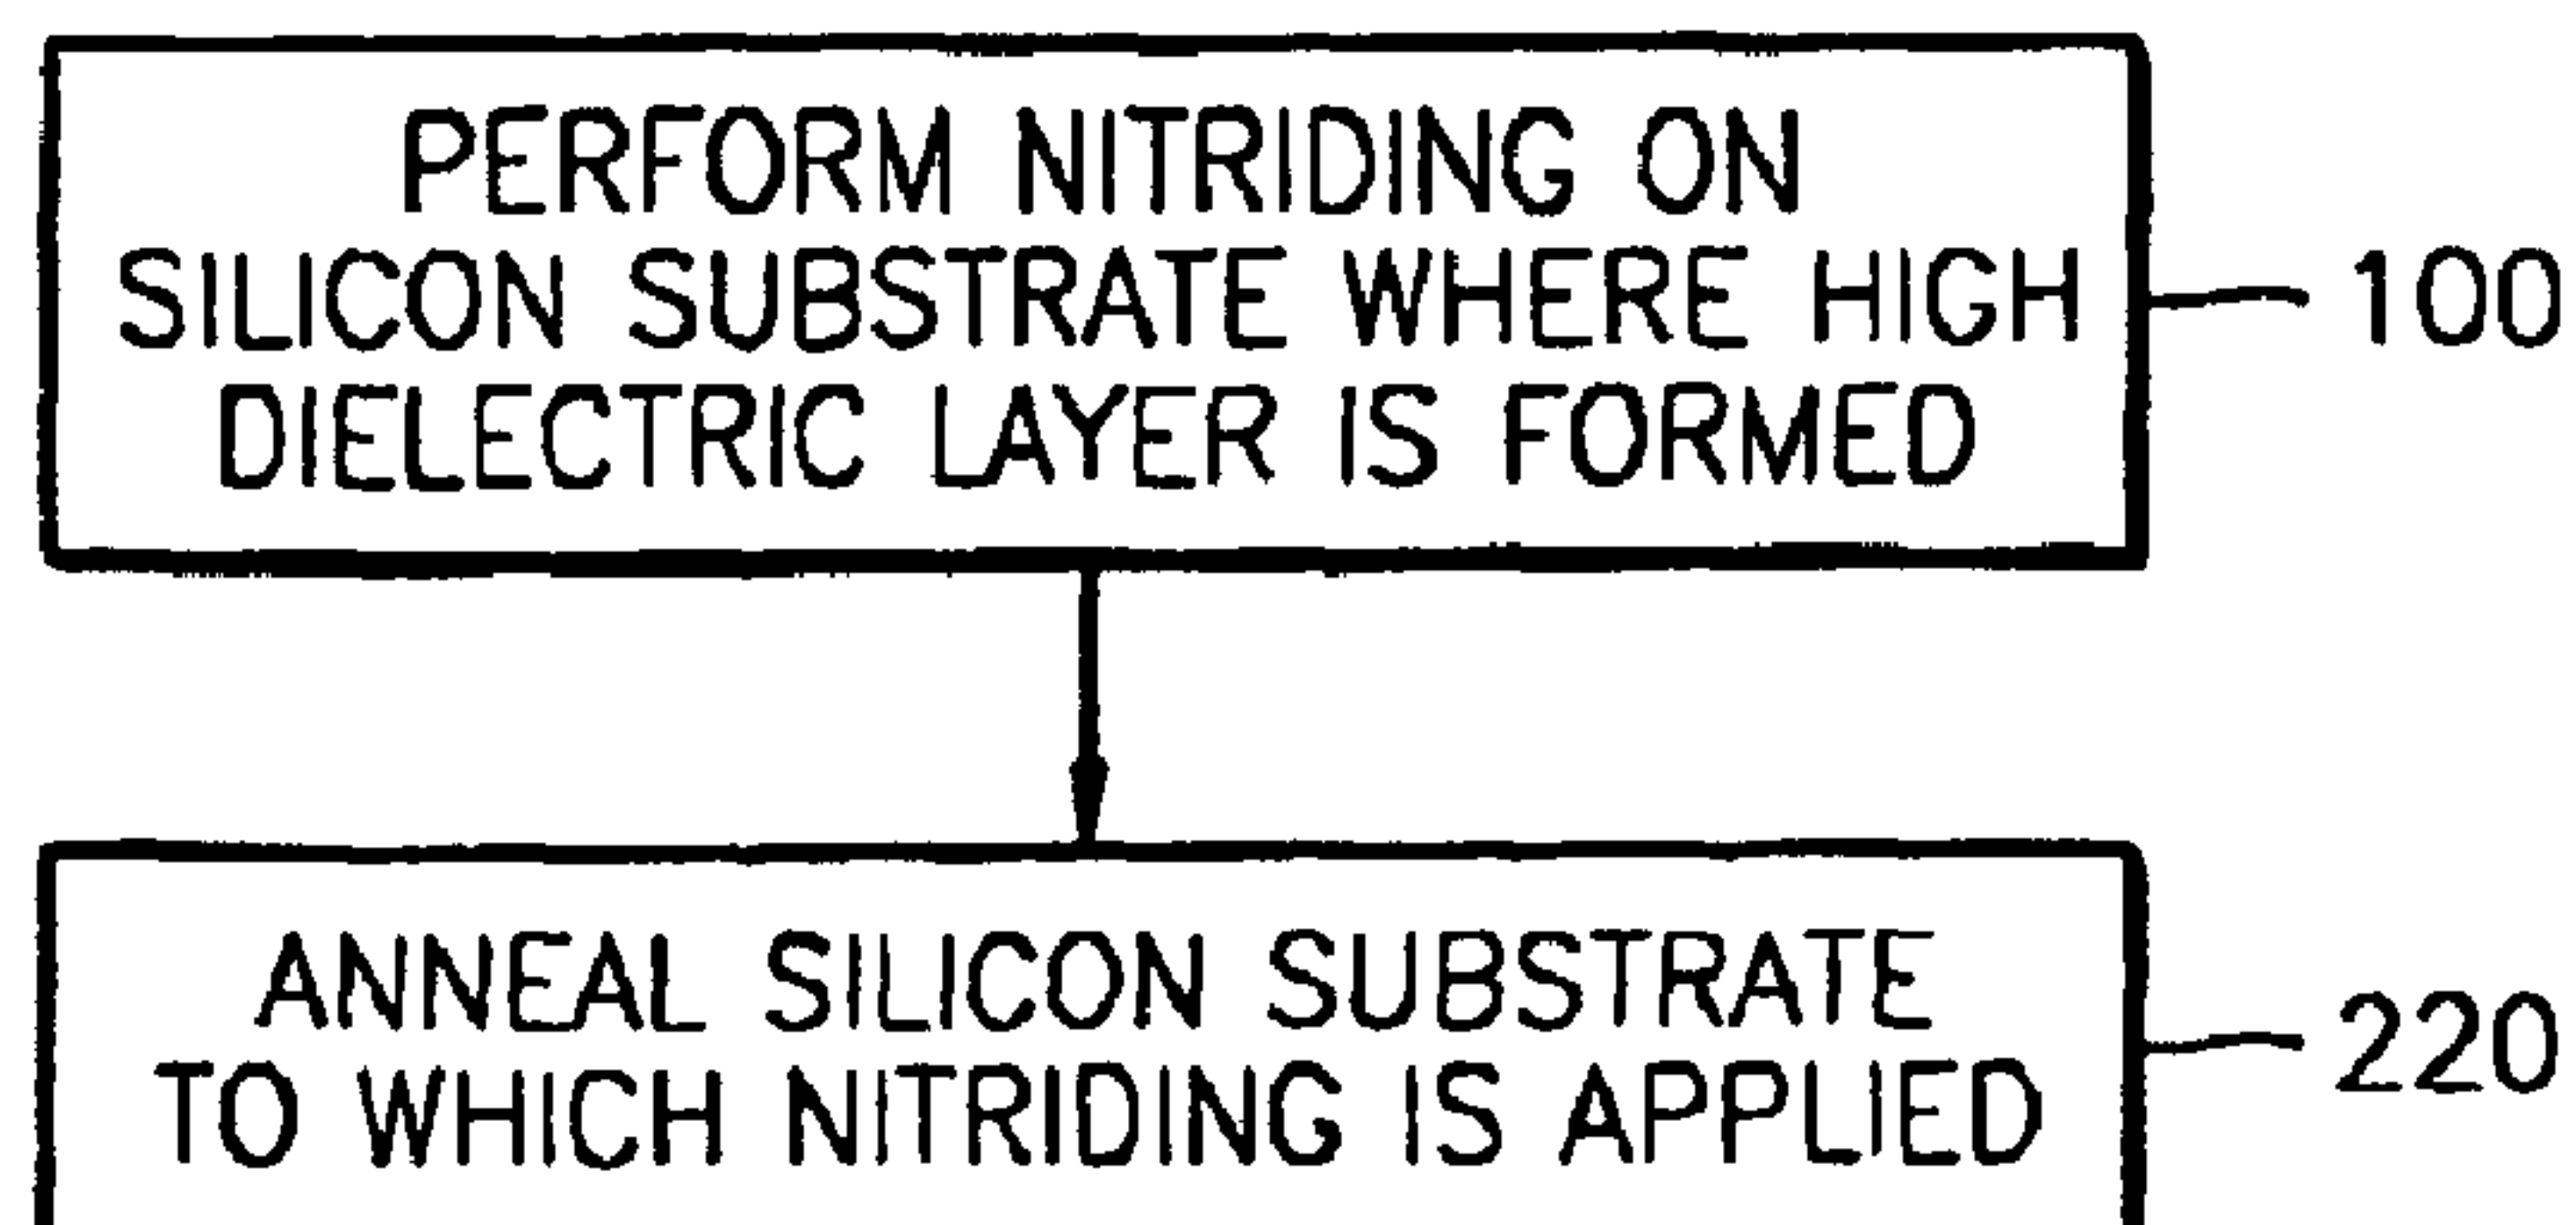 PERFORM NITRIDING ON
SILICON SUBSTRATE WHERE HIGH
DIELECTRIC LAYER IS FORMED
100
ANNEAL SILICON SUBSTRATE
TO WHICH NITRIDING IS APPLIED
220